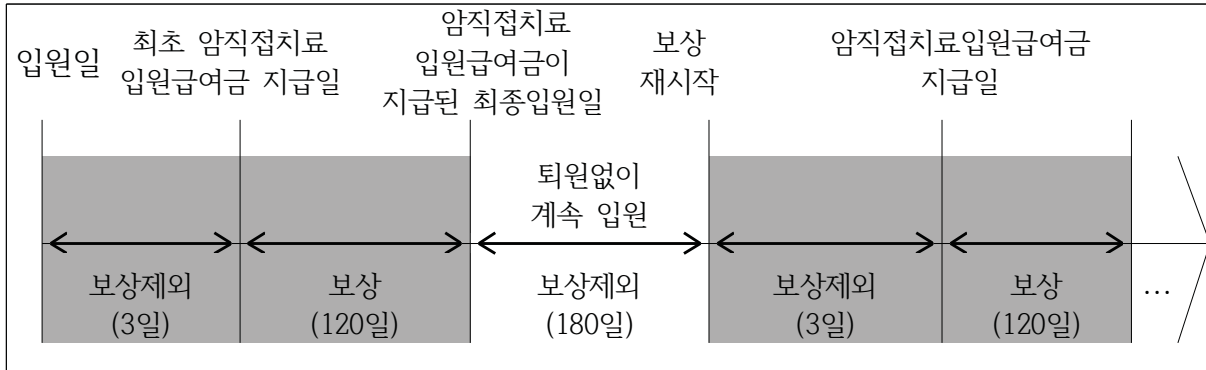 입원일
최초 암직접치료
입원급여금 지급일
암직접치료
입원급여금이
지급된 최종입원일
보상
재시작
암직접치료입원급여금
지급일
퇴원없이
계속 입원
보상제외
(3일)
보상
(120일)
보상제외
(180일)
보상제외
(3일)
보상
(120일)
…